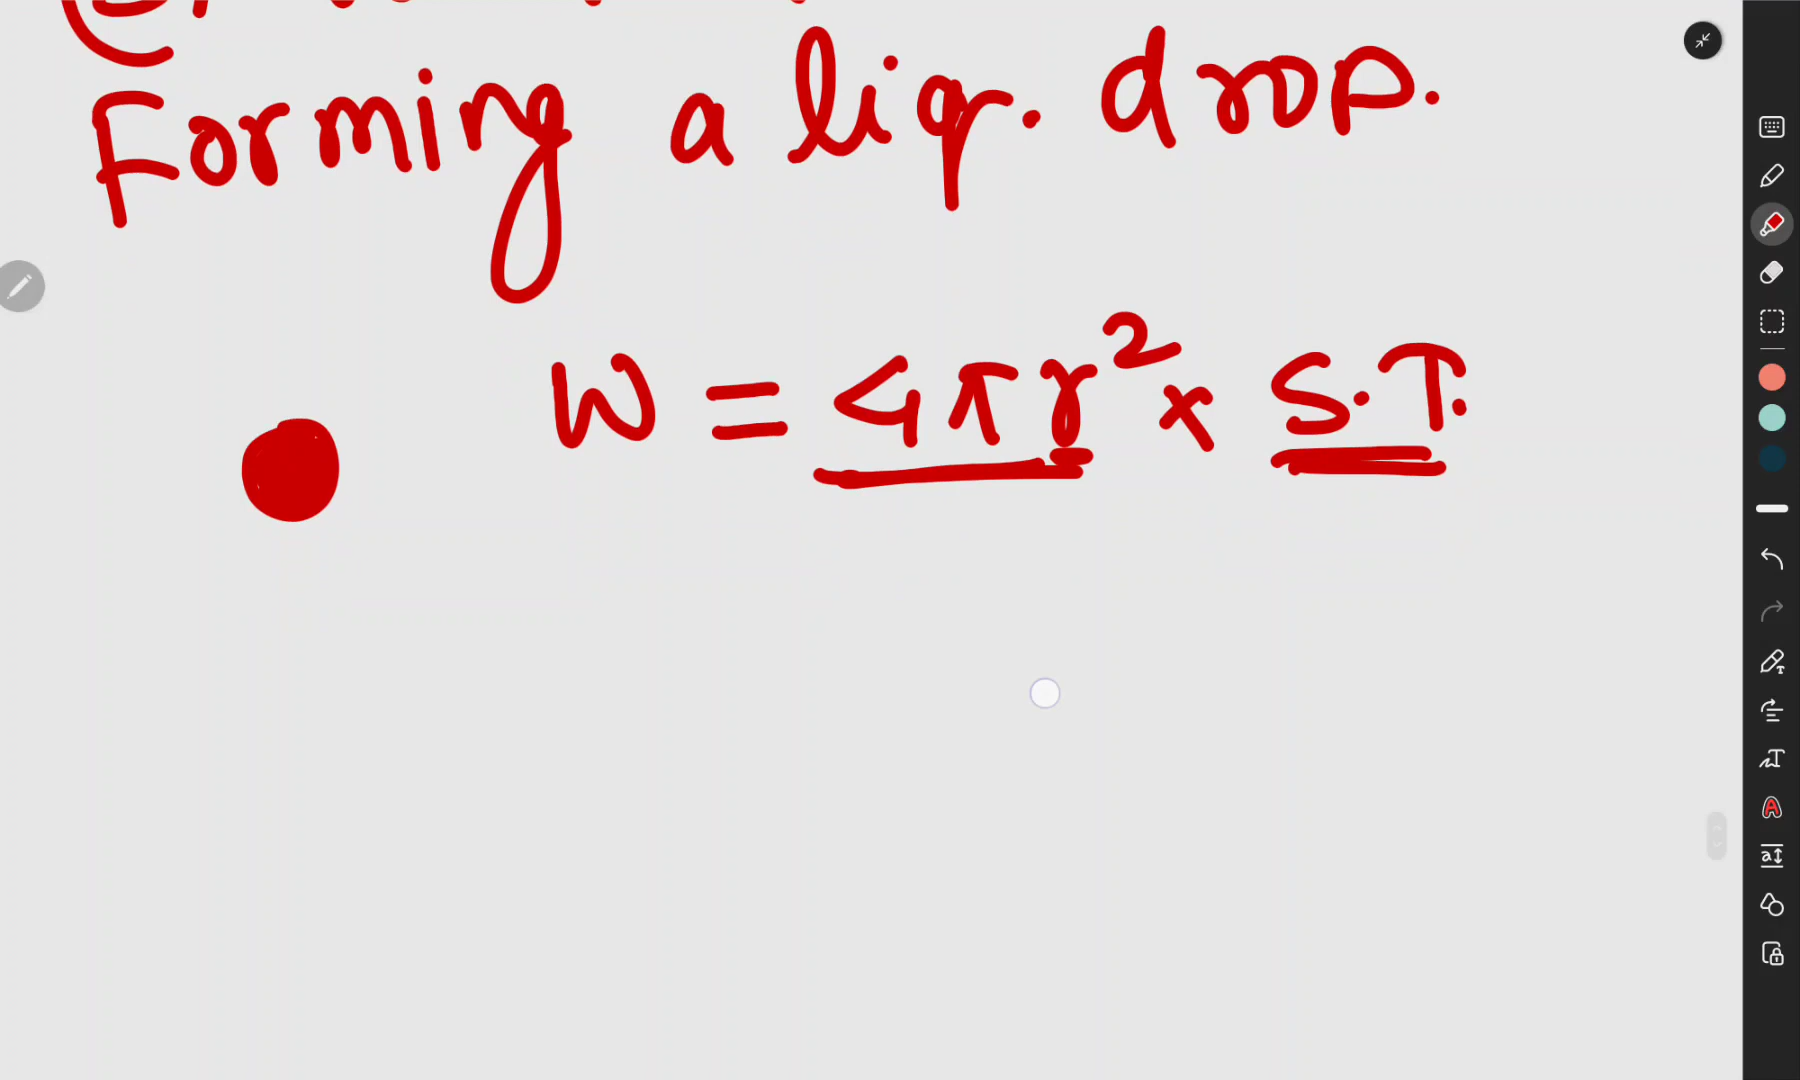 Forming a liq. drop.
W = 4πr² × S.T.